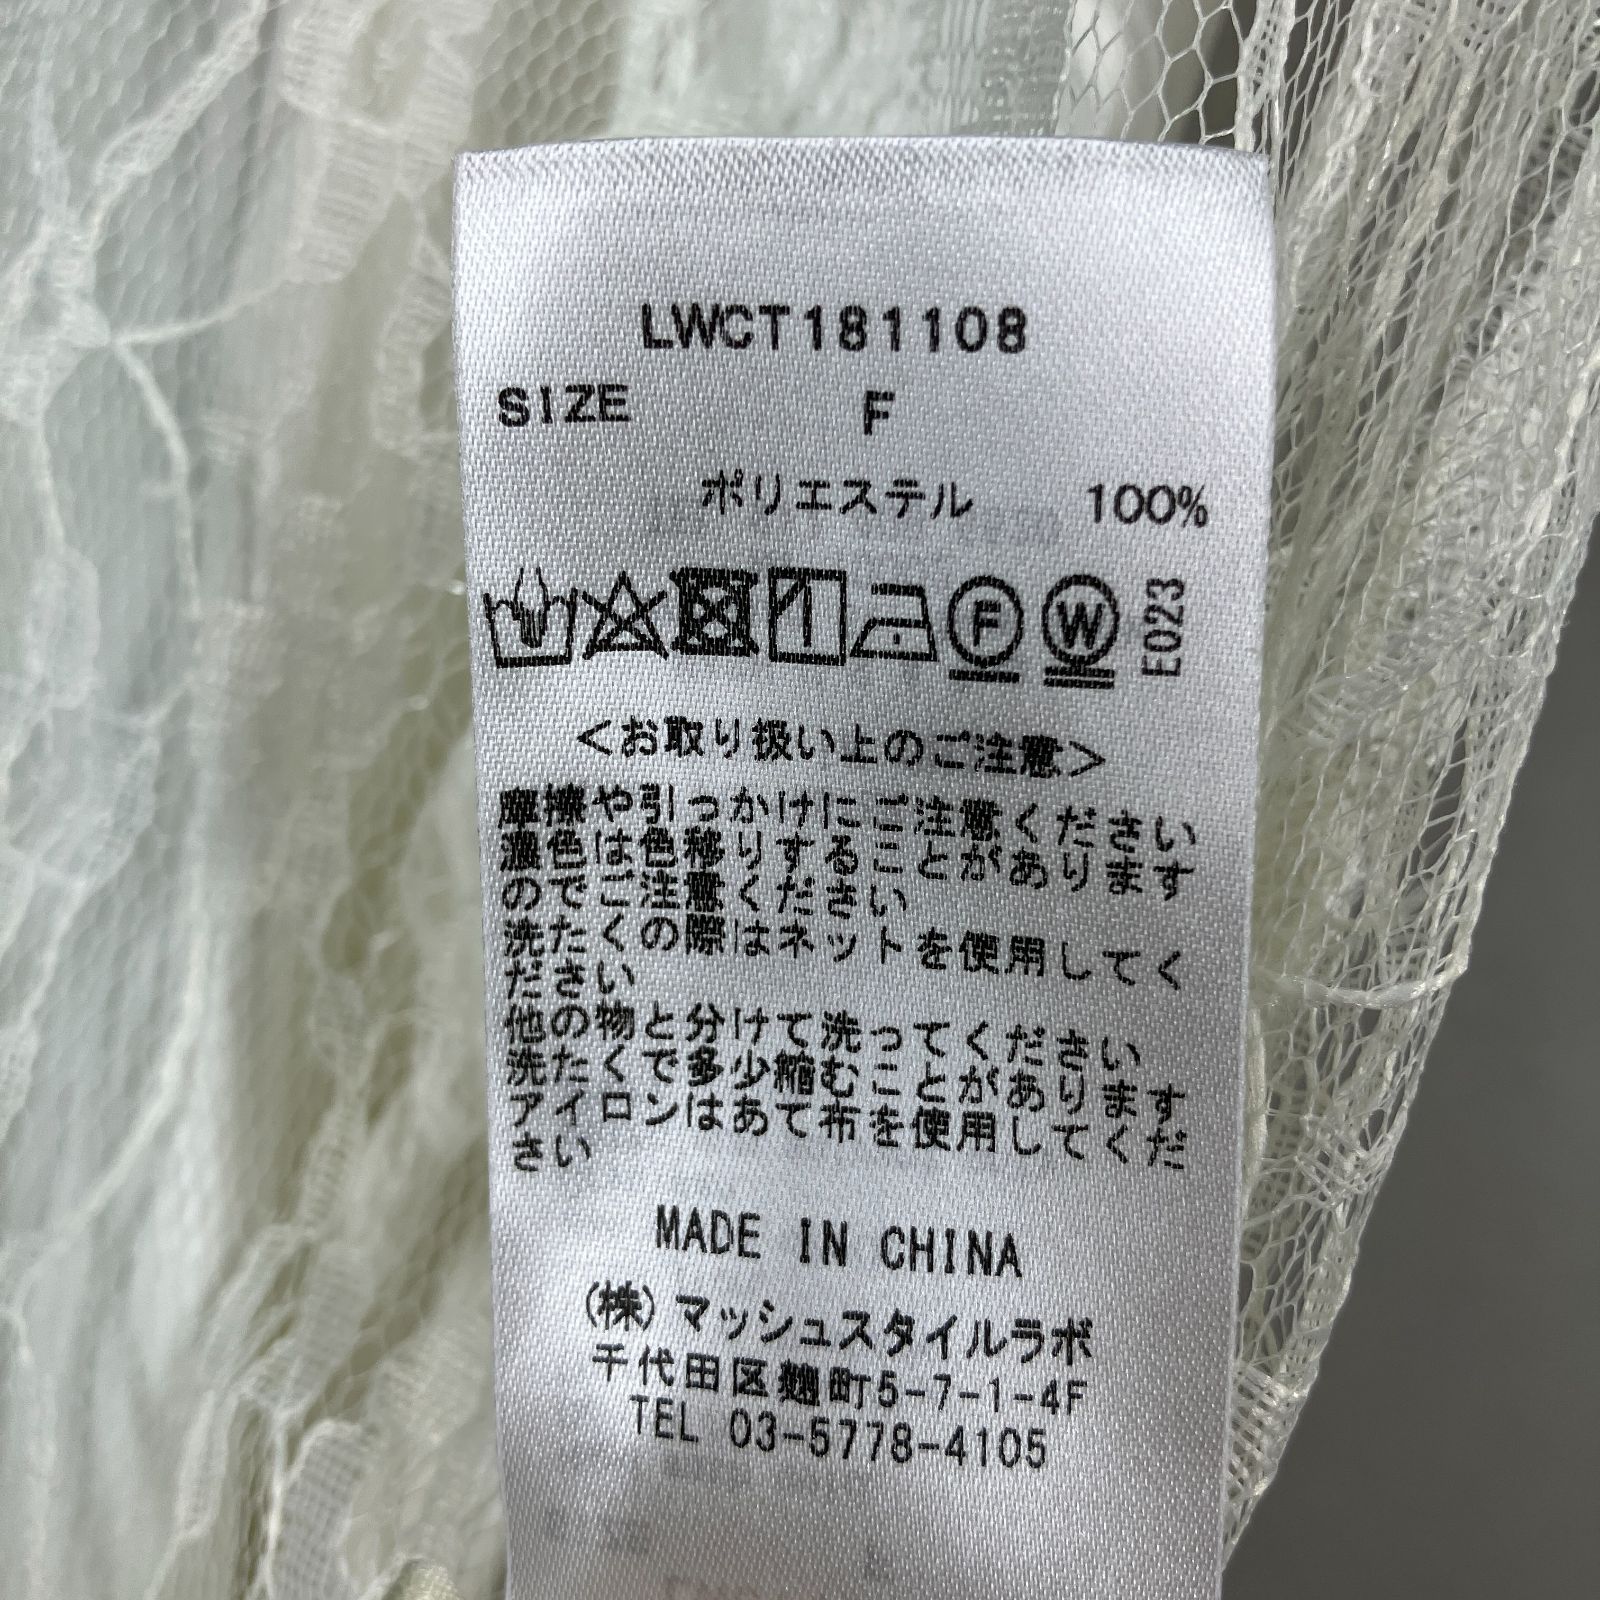 LWCT181108
SIZE F
ポリエステル 100%
F W E023
<お取り扱い上のご注意>
摩擦や引っかけにご注意ください
濃色は色移りすることがあります
のでご注意ください
洗たくの際はネットを使用してく
ださい
他の物と分けて洗ってください
洗たくで多少縮むことがあります
アイロンはあて布を使用してくだ
さい
MADE IN CHINA
(株)マッシュスタイルラボ
千代田区麹町5-7-1-4F
TEL 03-5778-4105